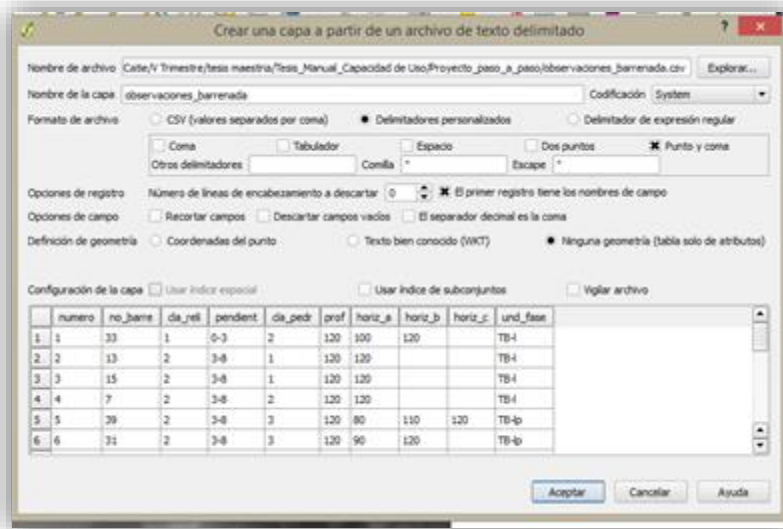 Crear una capa a partir de un archivo de texto delimitado
Nombre de archivo Catie/V Trimestre/tesis maestria/Tesis_Manual_Capacidad de Uso/Proyecto_paso_a_paso/observaciones_barrenada.csv Explorar...
Nombre de la capa observaciones_barrenada Codificación System
Formato de archivo CSV (valores separados por coma) Delimitadores personalizados Delimitador de expresión regular
Coma Tabulador Espacio Dos puntos Punto y coma
Otros delimitadores Comilla " Escape "
Opciones de registro Número de líneas de encabezamiento a descartar 0 El primer registro tiene los nombres de campo
Opciones de campo Recortar campos Descartar campos vacíos El separador decimal es la coma
Definición de geometría Coordenadas del punto Texto bien conocido (WKT) Ninguna geometría (tabla solo de atributos)
Configuración de la capa Usar índice espacial Usar índice de subconjuntos Vigilar archivo
numero no_barre cla_reli pendient cla_pedr prof horiz_a horiz_b horiz_c und_fase
1 1 33 1 0-3 2 120 100 120 TB-l
2 2 13 2 3-8 1 120 120 TB-l
3 3 15 2 3-8 1 120 120 TB-l
4 4 7 2 3-8 2 120 120 TB-l
5 5 39 2 3-8 3 120 80 110 120 TB-lp
6 6 31 2 3-8 3 120 90 120 TB-lp
Aceptar Cancelar Ayuda